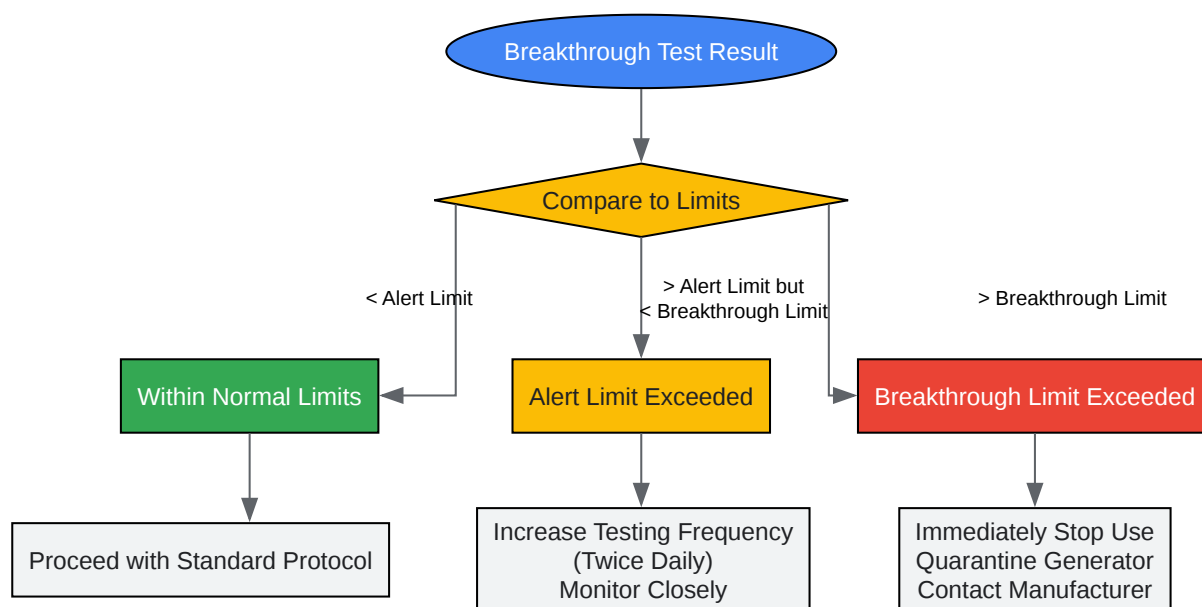 Breakthrough Test Result
Compare to Limits
< Alert Limit
> Alert Limit but
< Breakthrough Limit
> Breakthrough Limit
Within Normal Limits
Alert Limit Exceeded
Breakthrough Limit Exceeded
Proceed with Standard Protocol
Increase Testing Frequency
(Twice Daily)
Monitor Closely
Immediately Stop Use
Quarantine Generator
Contact Manufacturer